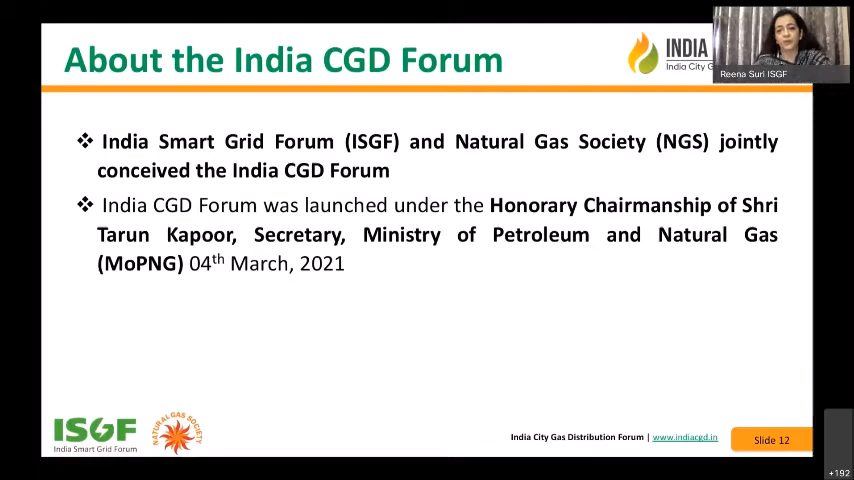 About the India CGD Forum
INDIA
India City G
Reena Suri ISGF
❖ India Smart Grid Forum (ISGF) and Natural Gas Society (NGS) jointly
conceived the India CGD Forum
❖ India CGD Forum was launched under the Honorary Chairmanship of Shri
Tarun Kapoor, Secretary, Ministry of Petroleum and Natural Gas
(MoPNG) 04th March, 2021
ISGF
India Smart Grid Forum
NATURAL GAS SOCIETY
India City Gas Distribution Forum | www.indiacgd.in
Slide 12
+192